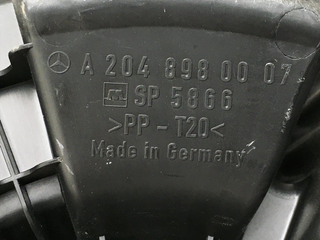 A 204 898 00 07
SP 5866
>PP-T20<
Made in Germany